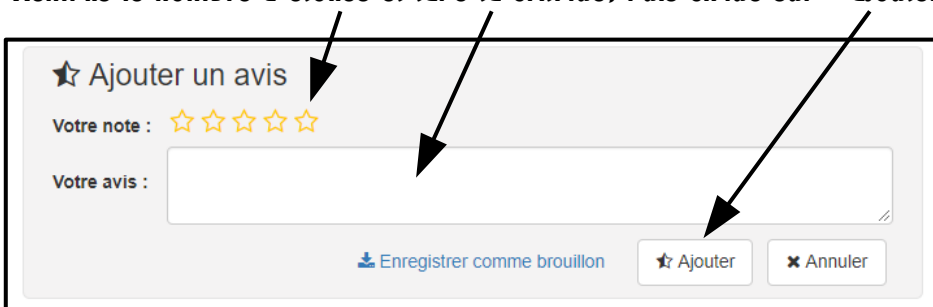 Ajouter un avis
Votre note :
Votre avis :
Enregistrer comme brouillon
Ajouter
Annuler